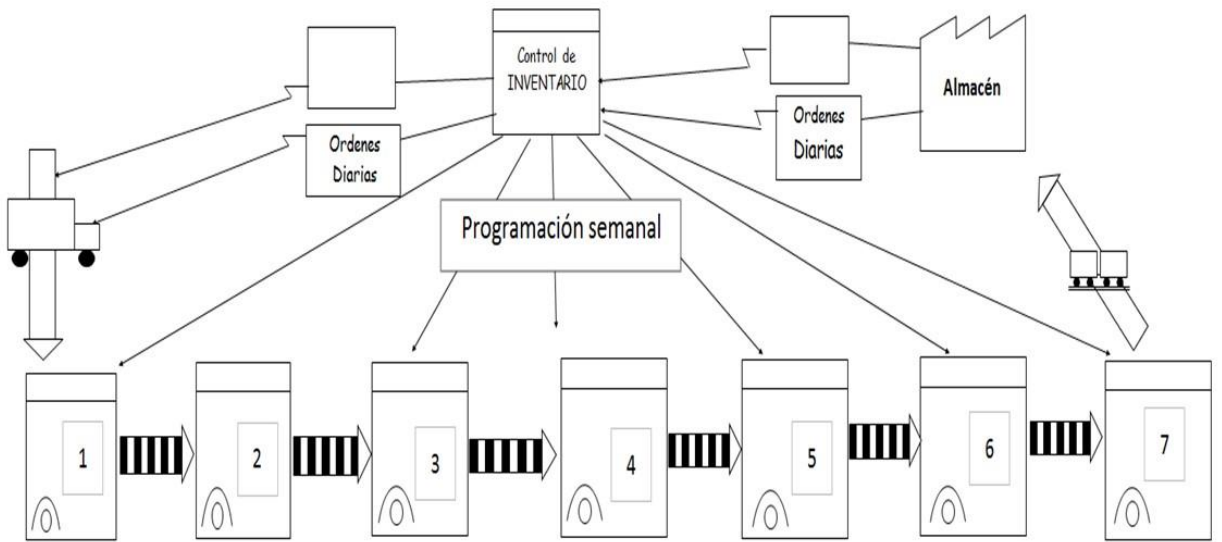 Control de
INVENTARIO
Almacén
Ordenes
Diarias
Ordenes
Diarias
Programación semanal
1
2
3
4
5
6
7